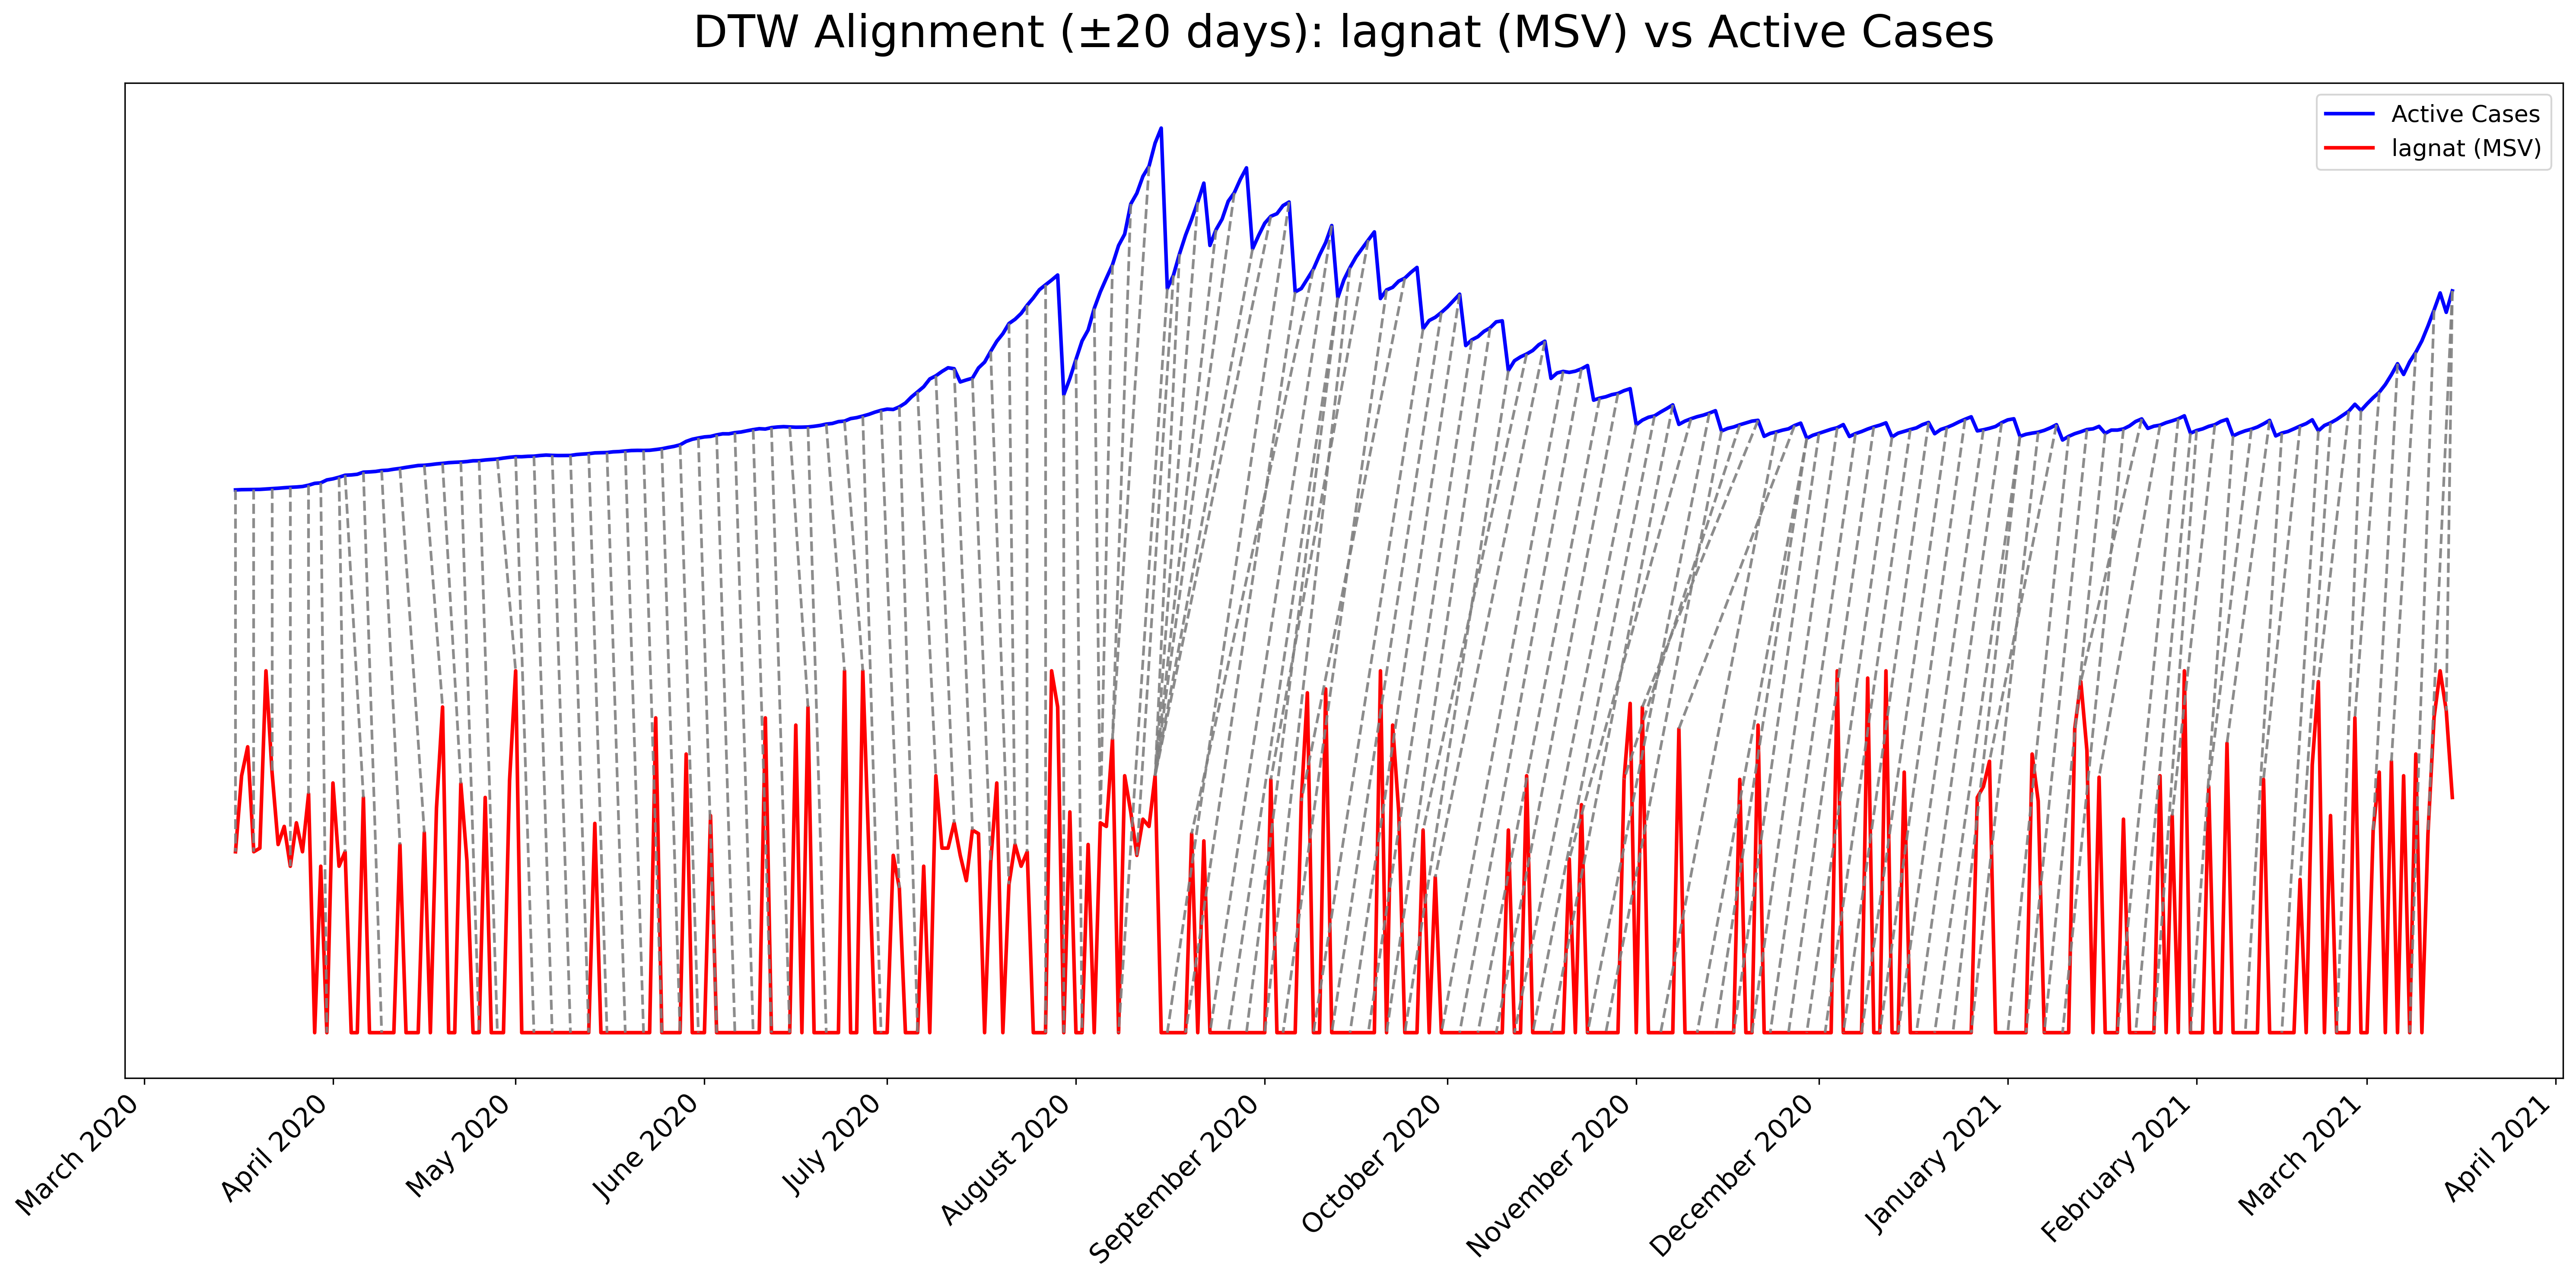 DTW Alignment (±20 days): lagnat (MSV) vs Active Cases
Active Cases
lagnat (MSV)
March 2020
April 2020
May 2020
June 2020
July 2020
August 2020
September 2020
October 2020
November 2020
December 2020
January 2021
February 2021
March 2021
April 2021